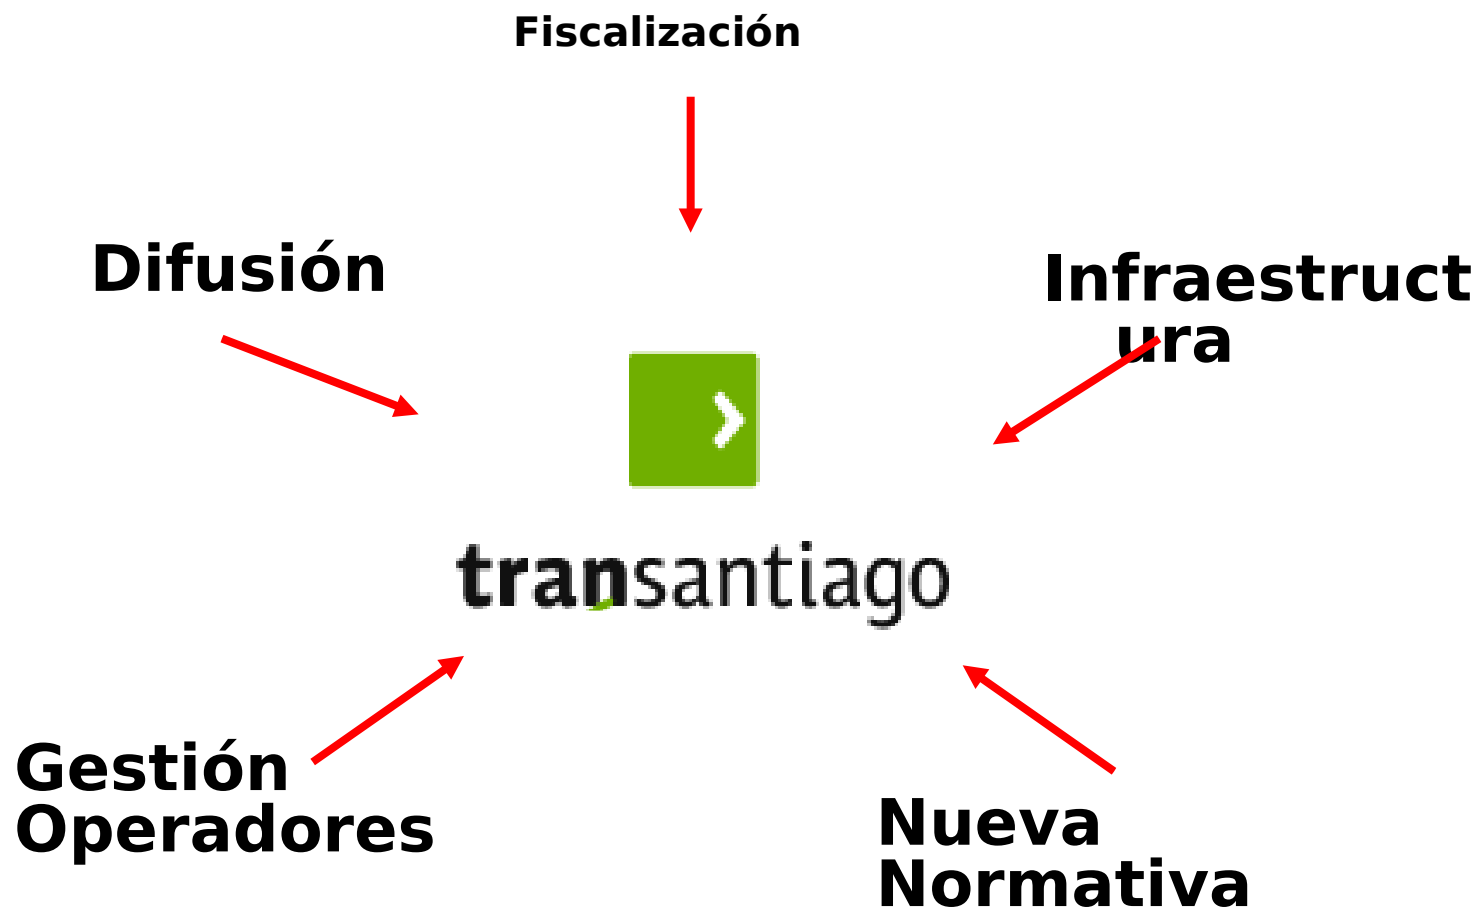 Fiscalización
Difusión
Infraestruct
ura
transantiago
Gestión
Operadores
Nueva
Normativa